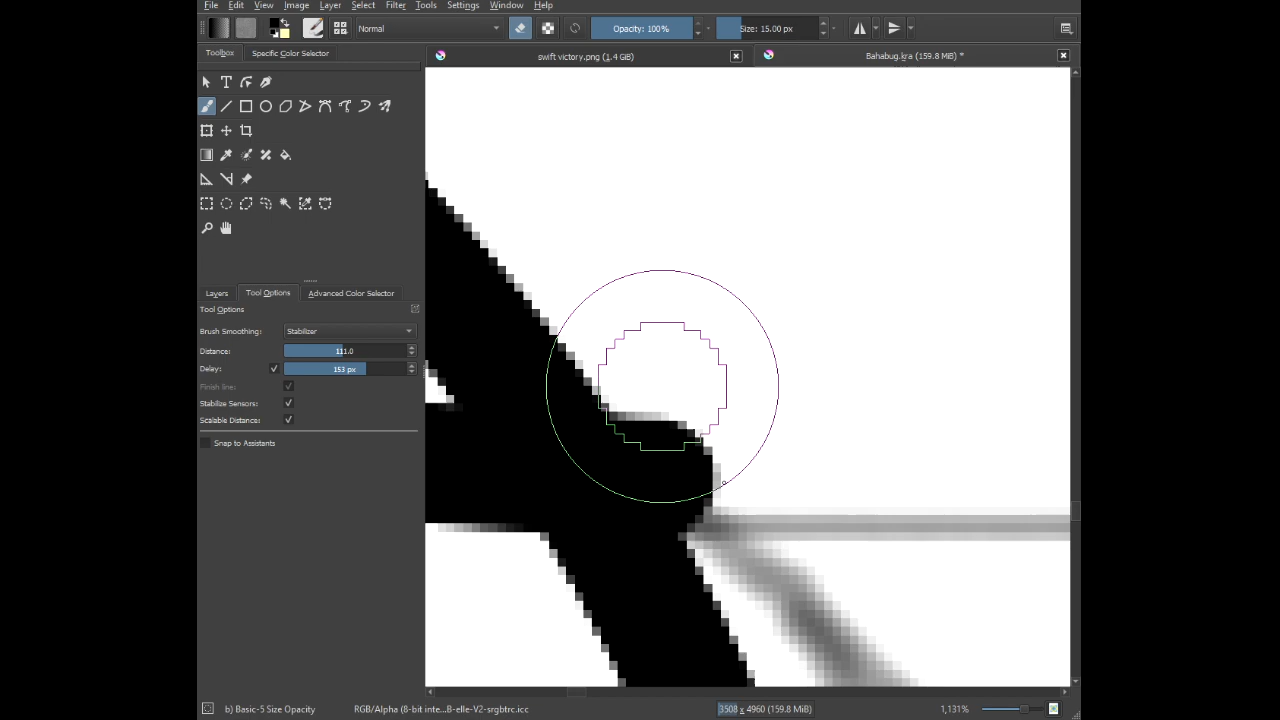 File Edit View Image Layer Select Filter Tools Settings Window Help
Normal Opacity: 100% Size: 15.00 px
Toolbox Specific Color Selector swift victory.png (1.4 GiB) Bahabug.kra (159.8 MiB) *
Layers Tool Options Advanced Color Selector
Tool Options
Brush Smoothing: Stabilizer
Distance: 111.0
Delay: 153 px
Finish line:
Stabilize Sensors:
Scalable Distance:
Snap to Assistants
b) Basic-5 Size Opacity RGB/Alpha (8-bit inte...B-elle-V2-srgbtrc.icc 3508 x 4960 (159.8 MiB) 1,131%